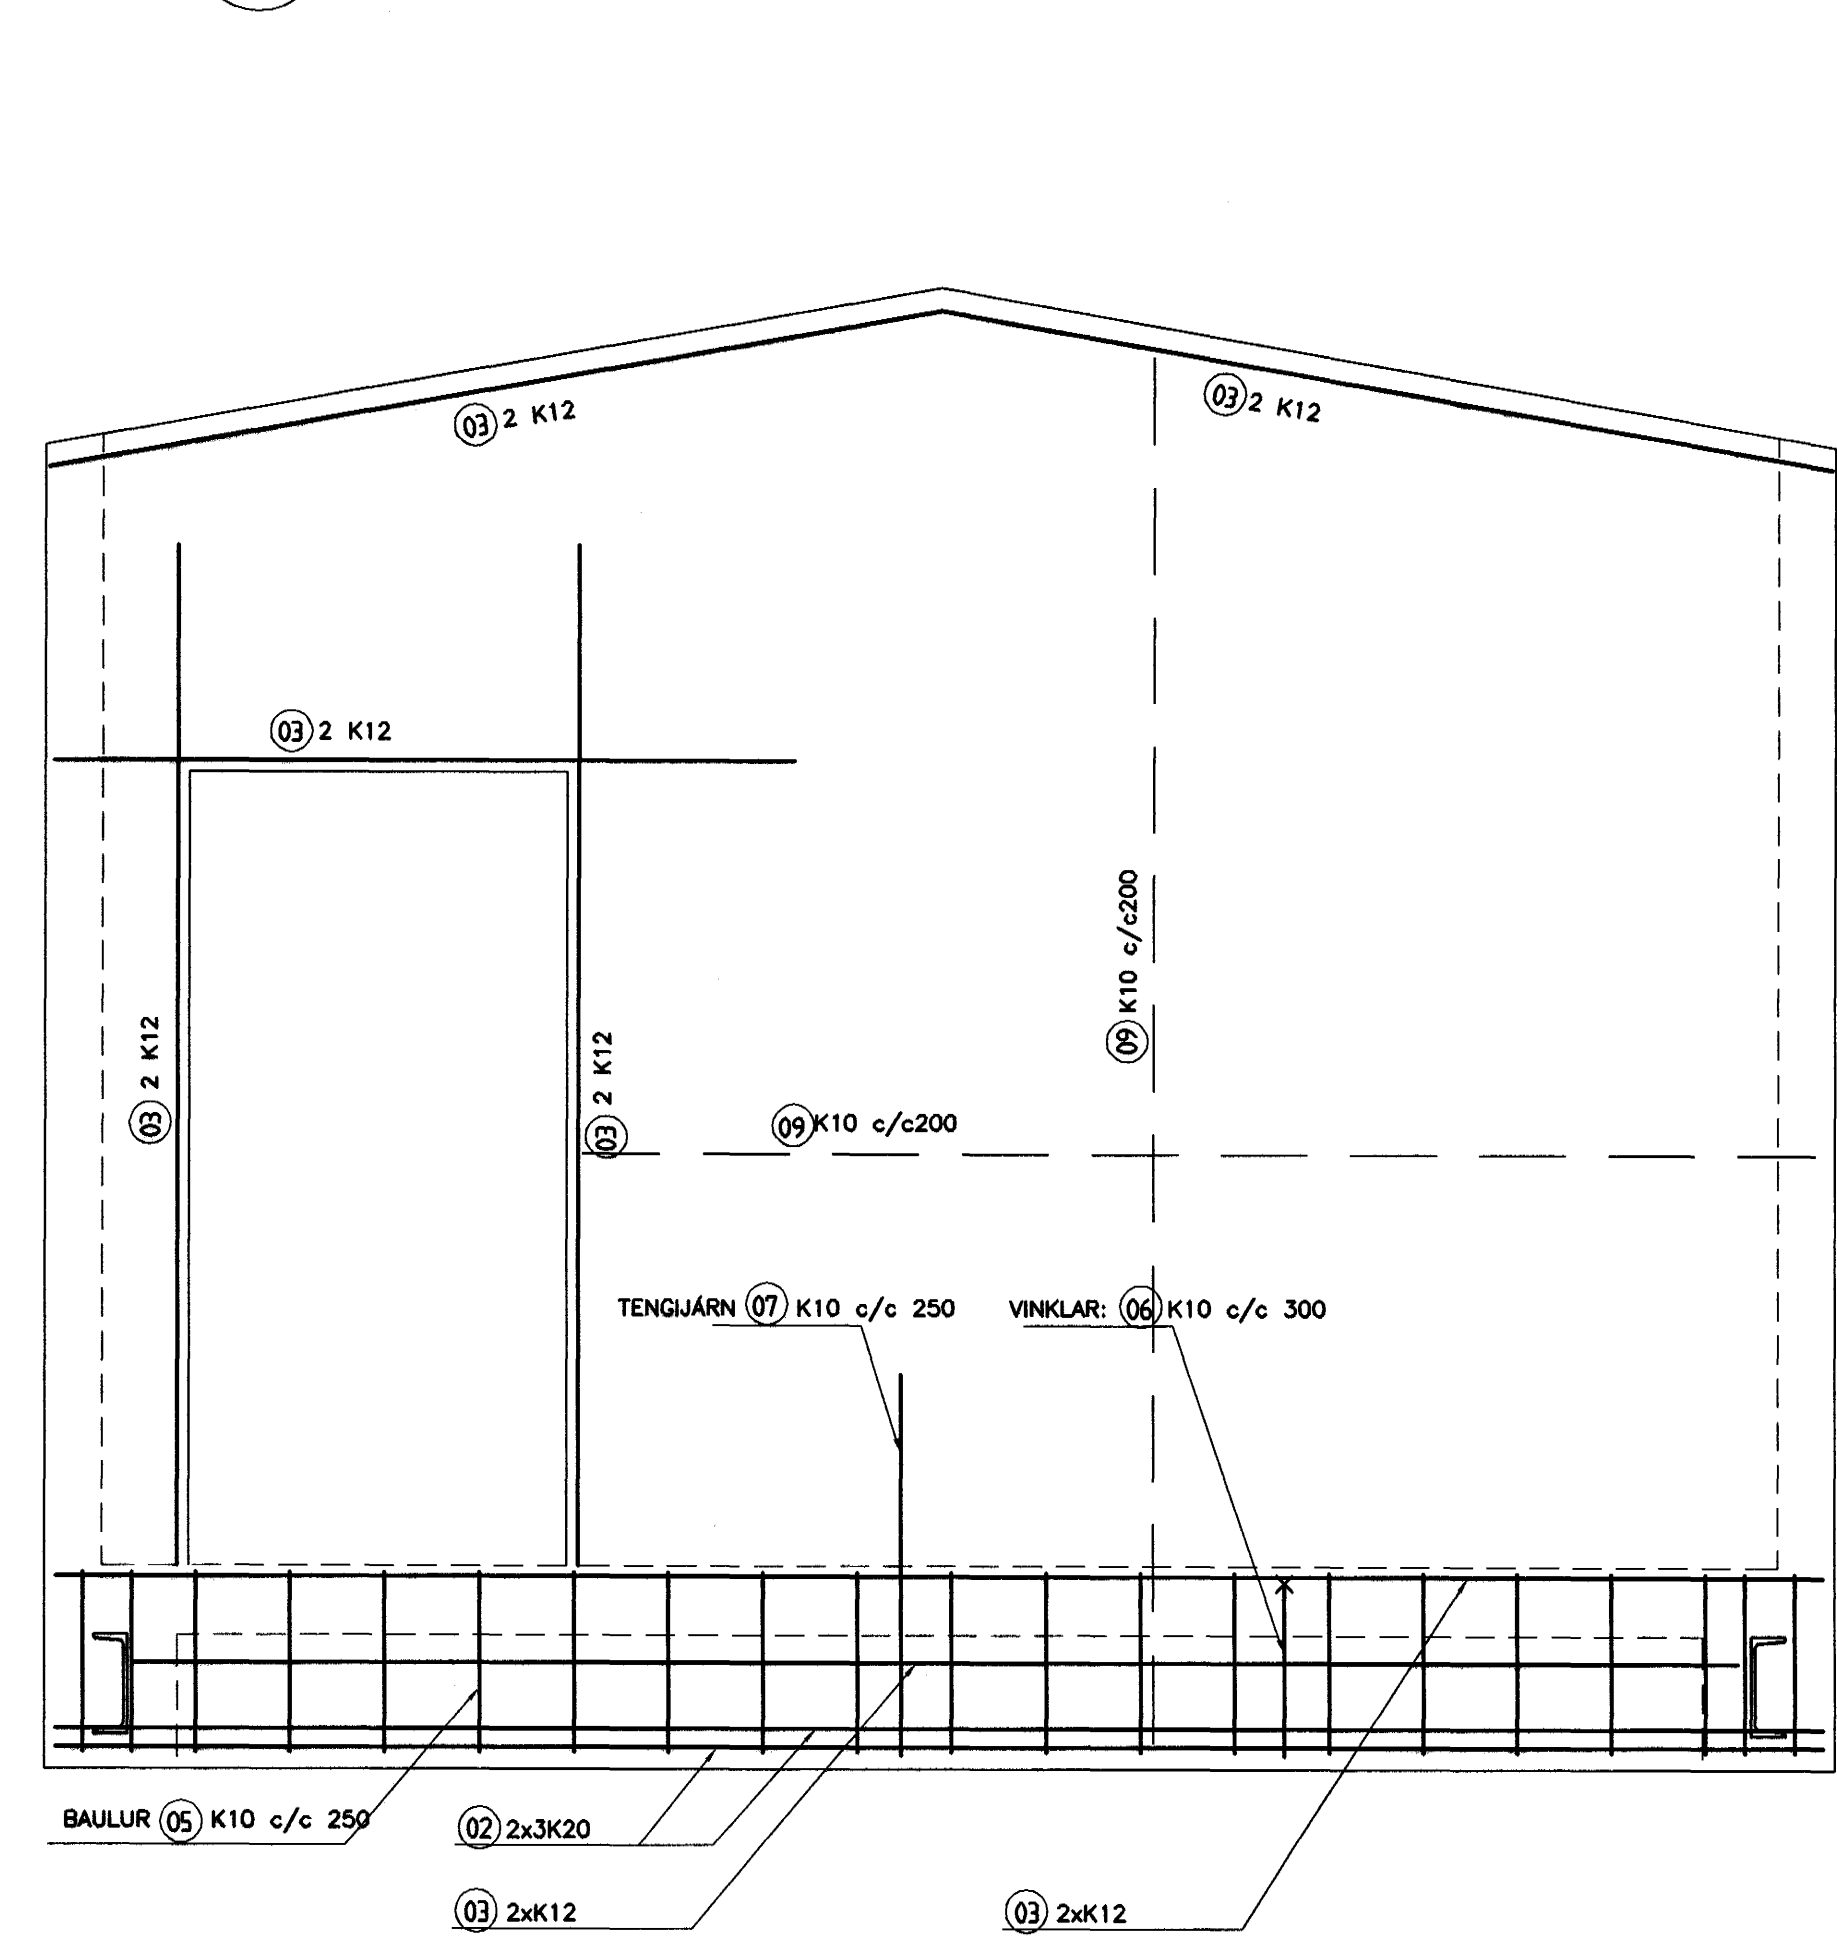 03 2 K12
03 2 K12
03 2 K12
09 K10 c/c200
03 2 K12
03 2 K12
09 K10 c/c200
TENGIJÁRN 07 K10 c/c 250
VINKLAR: 06 K10 c/c 300
BAULUR 05 K10 c/c 250
02 2x3K20
03 2xK12
03 2xK12